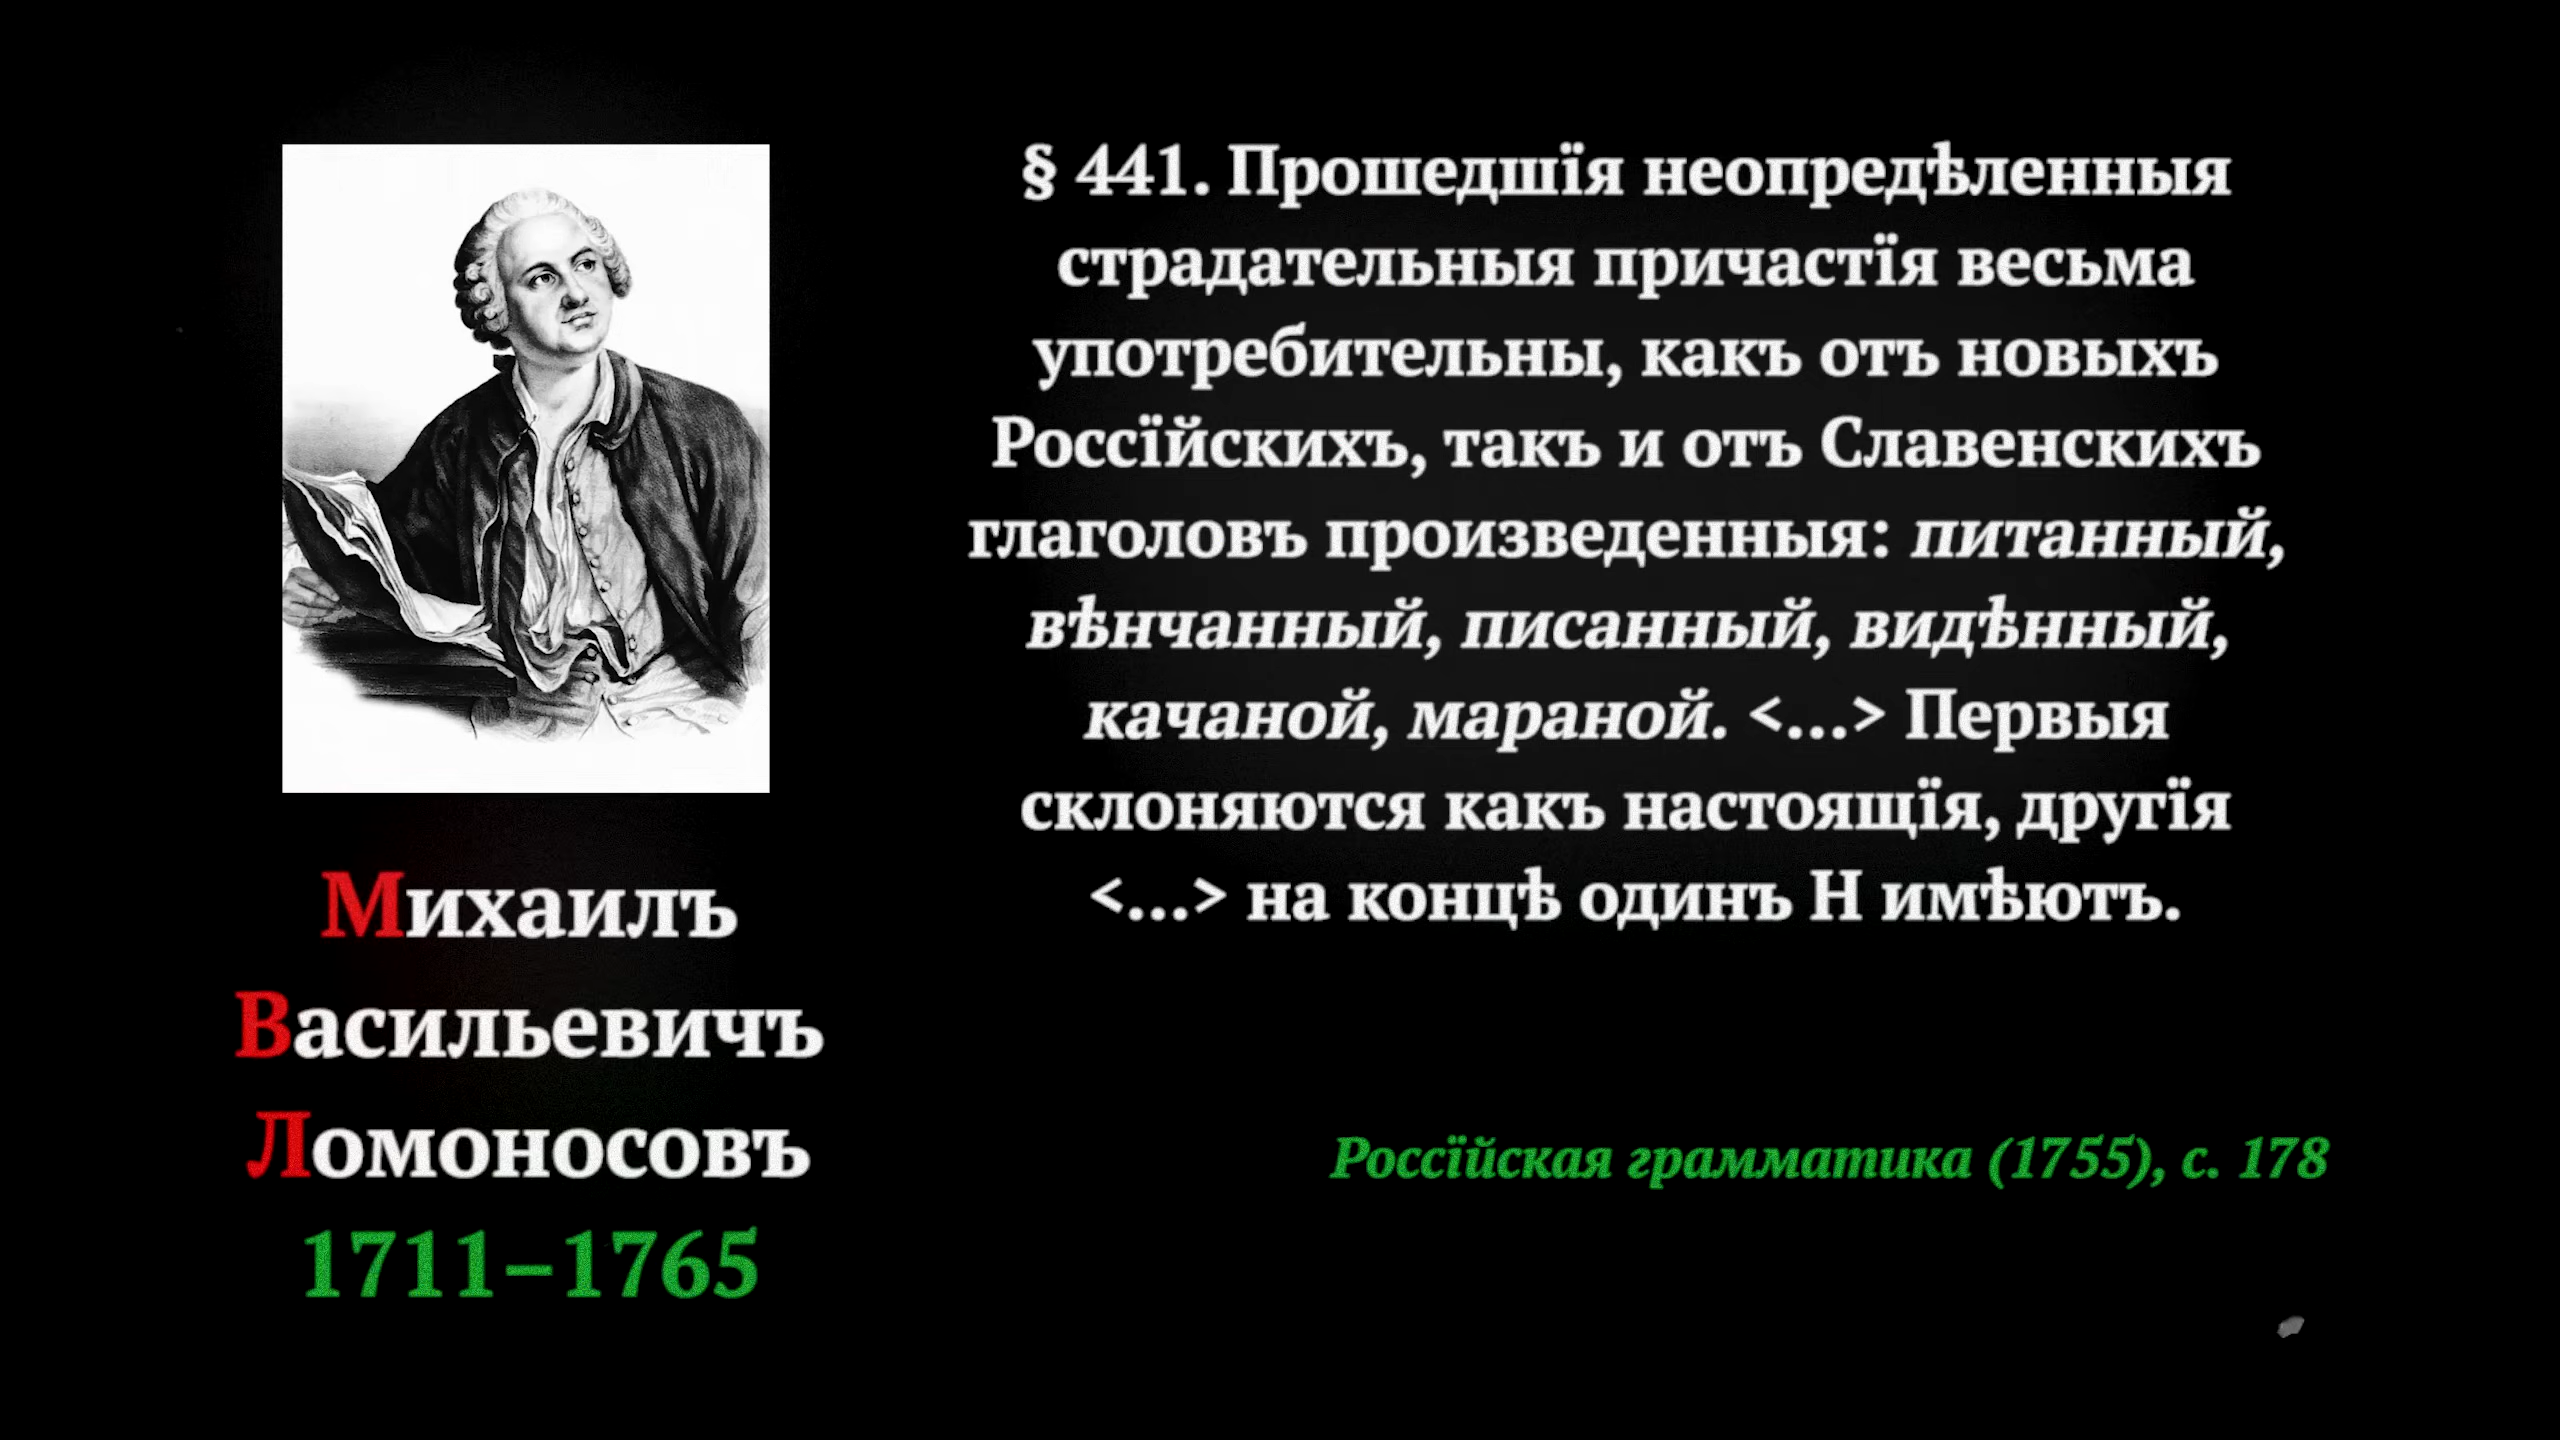 Михаилъ
Васильевичъ
Ломоносовъ
1711–1765
§ 441. Прошедшїя неопредѣленныя
страдательныя причастїя весьма
употребительны, какъ отъ новыхъ
Россїйскихъ, такъ и отъ Славенскихъ
глаголовъ произведенныя: питанный,
вѣнчанный, писанный, видѣнный,
качаной, мараной. <...> Первыя
склоняются какъ настоящїя, другїя
<...> на концѣ одинъ Н имѣютъ.
Россїйская грамматика (1755), с. 178